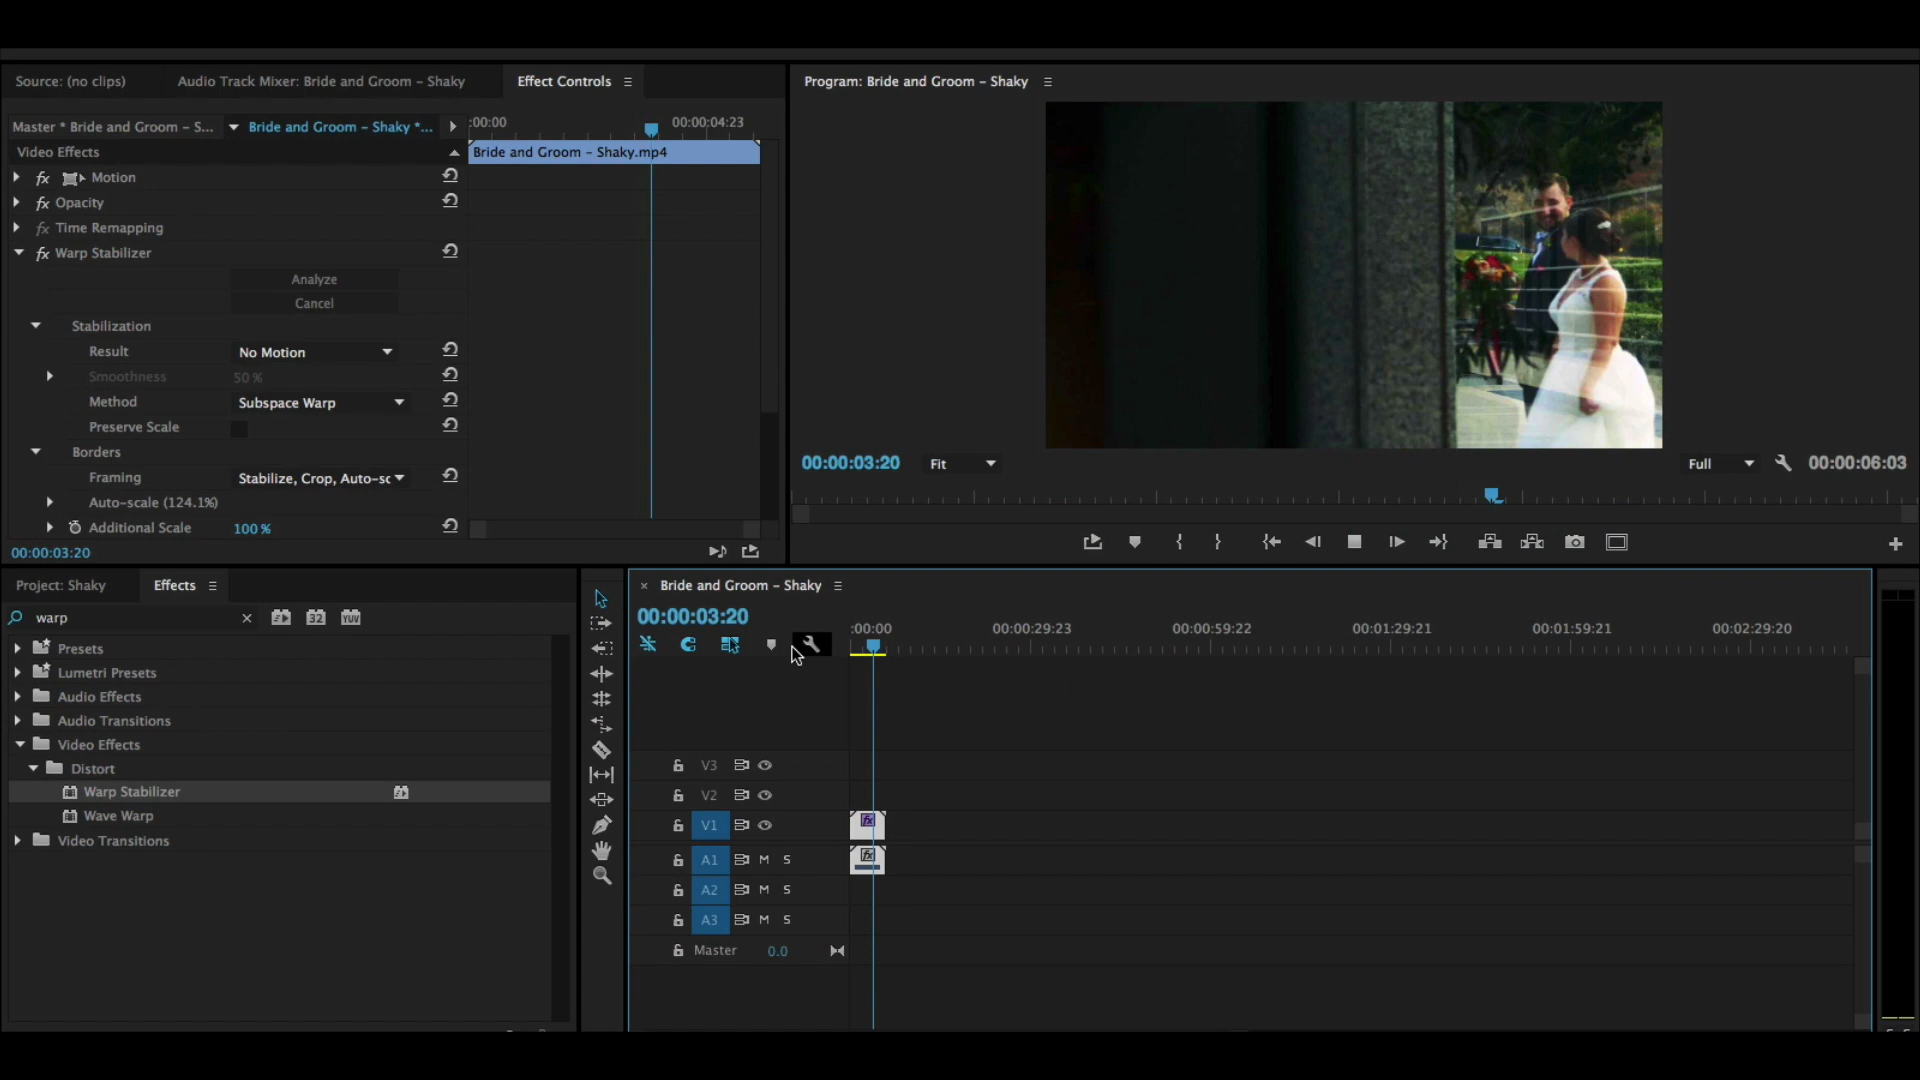 Source: (no clips)
Audio Track Mixer: Bride and Groom – Shaky
Effect Controls
Master * Bride and Groom – S...
Bride and Groom – Shaky *...
:00:00
00:00:04:23
Video Effects
Bride and Groom – Shaky.mp4
fx Motion
fx Opacity
fx Time Remapping
fx Warp Stabilizer
Analyze
Cancel
Stabilization
Result No Motion
Smoothness 50 %
Method Subspace Warp
Preserve Scale
Borders
Framing Stabilize, Crop, Auto-sc
Auto-scale (124.1%)
Additional Scale 100 %
00:00:03:20
Program: Bride and Groom – Shaky
00:00:03:20
Fit
Full
00:00:06:03
Project: Shaky
Effects
warp
32
YUV
Presets
Lumetri Presets
Audio Effects
Audio Transitions
Video Effects
Distort
Warp Stabilizer
Wave Warp
Video Transitions
× Bride and Groom – Shaky
00:00:03:20
:00:00
00:00:29:23
00:00:59:22
00:01:29:21
00:01:59:21
00:02:29:20
V3
V2
V1
fx
A1 M S
fx
A2 M S
A3 M S
Master 0.0